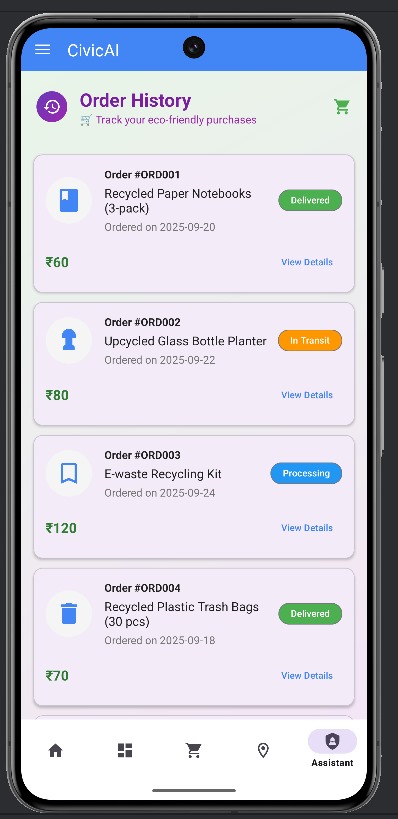 CivicAI
Order History
🛒 Track your eco-friendly purchases
Order #ORD001
Recycled Paper Notebooks
(3-pack)
Delivered
Ordered on 2025-09-20
₹60
View Details
Order #ORD002
Upcycled Glass Bottle Planter
In Transit
Ordered on 2025-09-22
₹80
View Details
Order #ORD003
E-waste Recycling Kit
Processing
Ordered on 2025-09-24
₹120
View Details
Order #ORD004
Recycled Plastic Trash Bags
(30 pcs)
Delivered
Ordered on 2025-09-18
₹70
View Details
Assistant